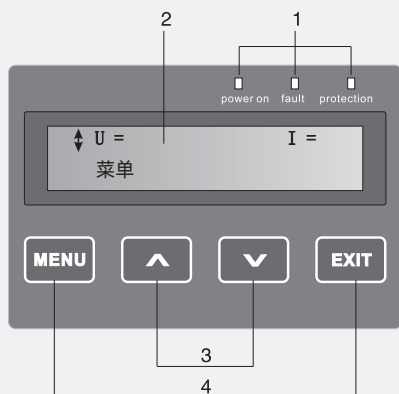 2 1
power on fault protection
U = I =
菜单
MENU ∧ ∨ EXIT
3
4